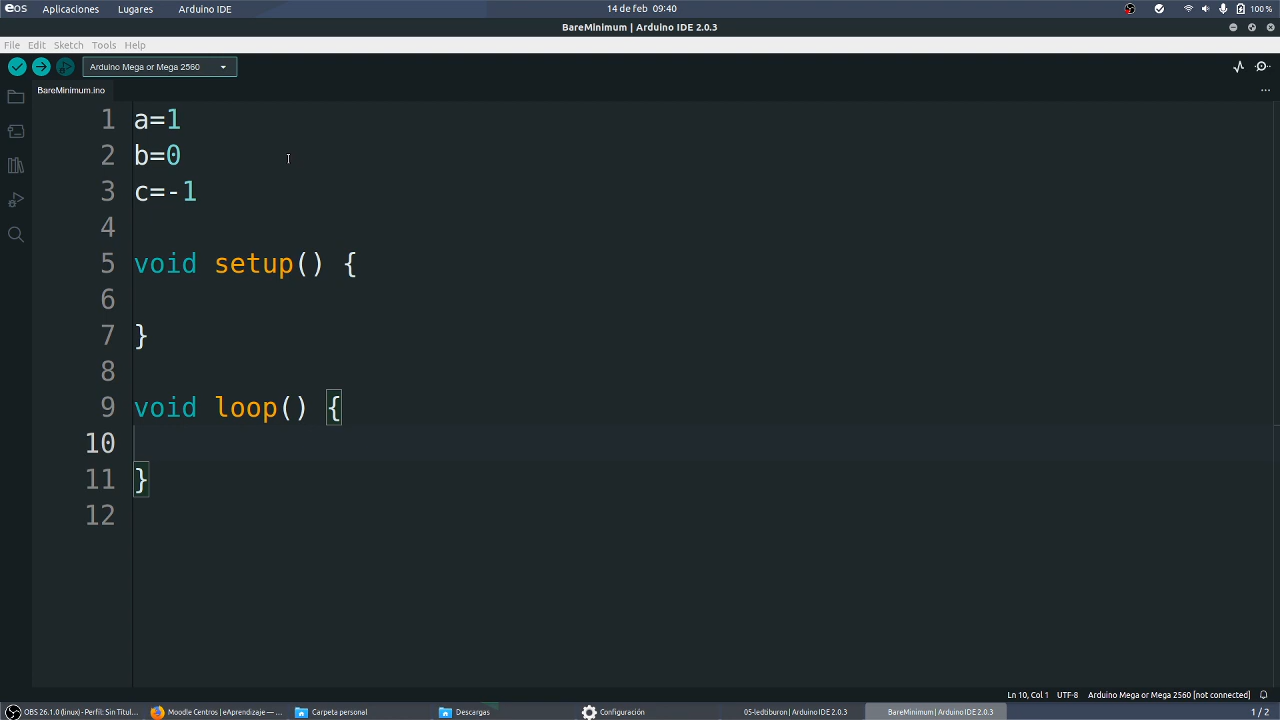 eos Aplicaciones Lugares Arduino IDE 14 de feb 09:40 100 %
BareMinimum | Arduino IDE 2.0.3
File Edit Sketch Tools Help
Arduino Mega or Mega 2560
BareMinimum.ino
1 a=1
2 b=0
3 c=-1
4
5 void setup() {
6
7 }
8
9 void loop() {
10
11 }
12
Ln 10, Col 1 UTF-8 Arduino Mega or Mega 2560 [not connected]
OBS 26.1.0 (linux) - Perfil: Sin Titul... Moodle Centros | eAprendizaje — ... Carpeta personal Descargas Configuración 05-ledtiburon | Arduino IDE 2.0.3 BareMinimum | Arduino IDE 2.0.3 1 / 2